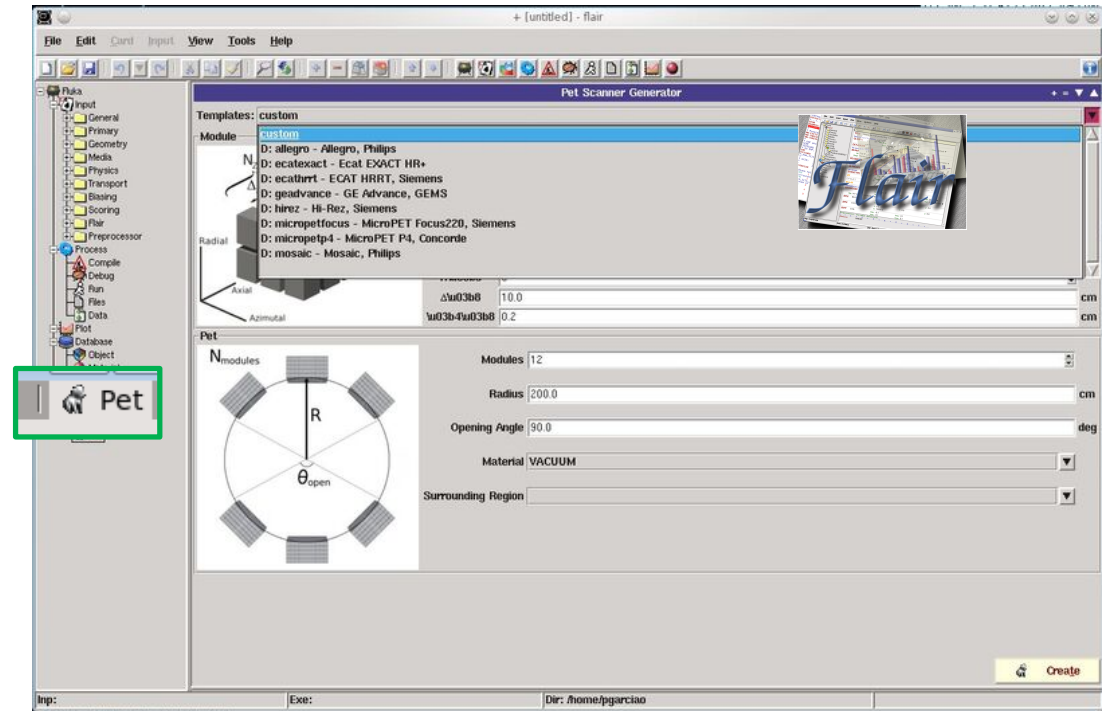 + [untitled] - flair
File Edit Card Input View Tools Help
Pet Scanner Generator
Fluka
Input
General
Primary
Geometry
Media
Physics
Transport
Biasing
Scoring
Flair
Preprocessor
Process
Compile
Debug
Run
Files
Data
Plot
Database
Object
Pet
Templates: custom
custom
D: allegro - Allegro, Philips
D: ecatexact - Ecat EXACT HR+
D: ecathrrt - ECAT HRRT, Siemens
D: geadvance - GE Advance, GEMS
D: hirez - Hi-Rez, Siemens
D: micropetfocus - MicroPET Focus220, Siemens
D: micropetp4 - MicroPET P4, Concorde
D: mosaic - Mosaic, Philips
Flair
Module
N
Δ
Radial
Axial
Azimutal
Δ\u03b8 10.0 cm
\u03b4\u03b8 0.2 cm
Pet
Nmodules
R
θopen
Modules 12
Radius 200.0 cm
Opening Angle 90.0 deg
Material VACUUM
Surrounding Region
Create
Inp: Exe: Dir: /home/pgarciao